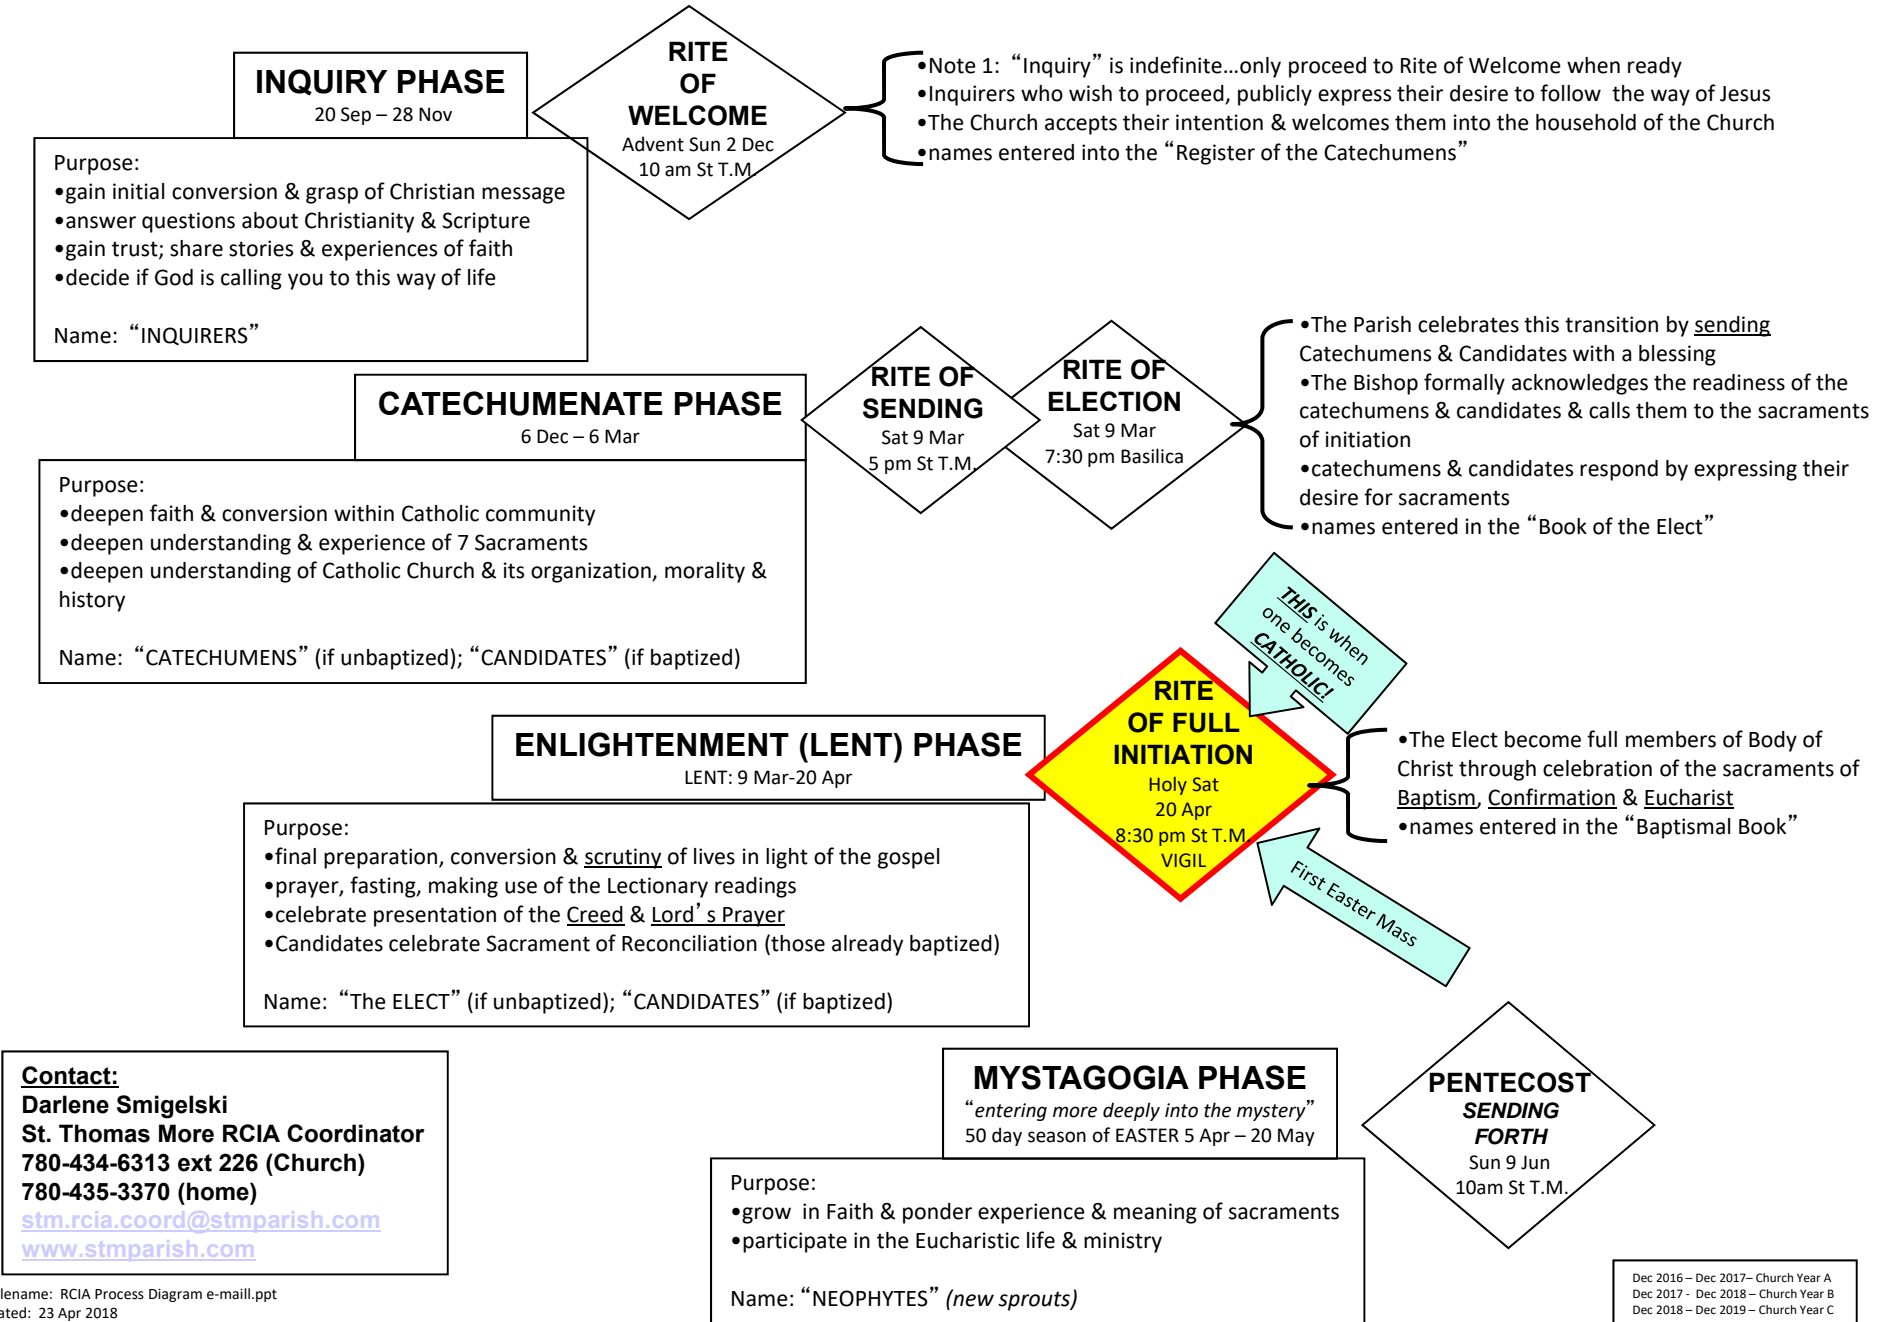 INQUIRY PHASE
20 Sep – 28 Nov
Purpose:
•gain initial conversion & grasp of Christian message
•answer questions about Christianity & Scripture
•gain trust; share stories & experiences of faith
•decide if God is calling you to this way of life
Name: “INQUIRERS”
RITE
OF
WELCOME
Advent Sun 2 Dec
10 am St T.M.
•Note 1: “Inquiry” is indefinite…only proceed to Rite of Welcome when ready
•Inquirers who wish to proceed, publicly express their desire to follow the way of Jesus
•The Church accepts their intention & welcomes them into the household of the Church
•names entered into the “Register of the Catechumens”
CATECHUMENATE PHASE
6 Dec – 6 Mar
Purpose:
•deepen faith & conversion within Catholic community
•deepen understanding & experience of 7 Sacraments
•deepen understanding of Catholic Church & its organization, morality &
history
Name: “CATECHUMENS” (if unbaptized); “CANDIDATES” (if baptized)
RITE OF
SENDING
Sat 9 Mar
5 pm St T.M.
RITE OF
ELECTION
Sat 9 Mar
7:30 pm Basilica
•The Parish celebrates this transition by sending
Catechumens & Candidates with a blessing
•The Bishop formally acknowledges the readiness of the
catechumens & candidates & calls them to the sacraments
of initiation
•catechumens & candidates respond by expressing their
desire for sacraments
•names entered in the “Book of the Elect”
THIS is when
one becomes
CATHOLIC!
ENLIGHTENMENT (LENT) PHASE
LENT: 9 Mar-20 Apr
Purpose:
•final preparation, conversion & scrutiny of lives in light of the gospel
•prayer, fasting, making use of the Lectionary readings
•celebrate presentation of the Creed & Lord’s Prayer
•Candidates celebrate Sacrament of Reconciliation (those already baptized)
Name: “The ELECT” (if unbaptized); “CANDIDATES” (if baptized)
RITE
OF FULL
INITIATION
Holy Sat
20 Apr
8:30 pm St T.M.
VIGIL
•The Elect become full members of Body of
Christ through celebration of the sacraments of
Baptism, Confirmation & Eucharist
•names entered in the “Baptismal Book”
First Easter Mass
MYSTAGOGIA PHASE
“entering more deeply into the mystery”
50 day season of EASTER 5 Apr – 20 May
Purpose:
•grow in Faith & ponder experience & meaning of sacraments
•participate in the Eucharistic life & ministry
Name: “NEOPHYTES” (new sprouts)
PENTECOST
SENDING
FORTH
Sun 9 Jun
10am St T.M.
Contact:
Darlene Smigelski
St. Thomas More RCIA Coordinator
780-434-6313 ext 226 (Church)
780-435-3370 (home)
stm.rcia.coord@stmparish.com
www.stmparish.com
lename: RCIA Process Diagram e-maill.ppt
ated: 23 Apr 2018
Dec 2016 – Dec 2017– Church Year A
Dec 2017 - Dec 2018 – Church Year B
Dec 2018 – Dec 2019 – Church Year C